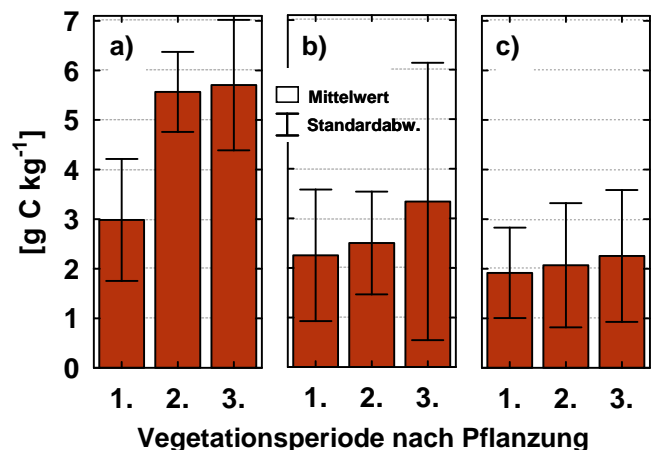 7
6
5
4
3
2
1
0
[g C kg-1]
a)
b)
c)
Mittelwert
Standardabw.
1. 2. 3. 1. 2. 3. 1. 2. 3.
Vegetationsperiode nach Pflanzung